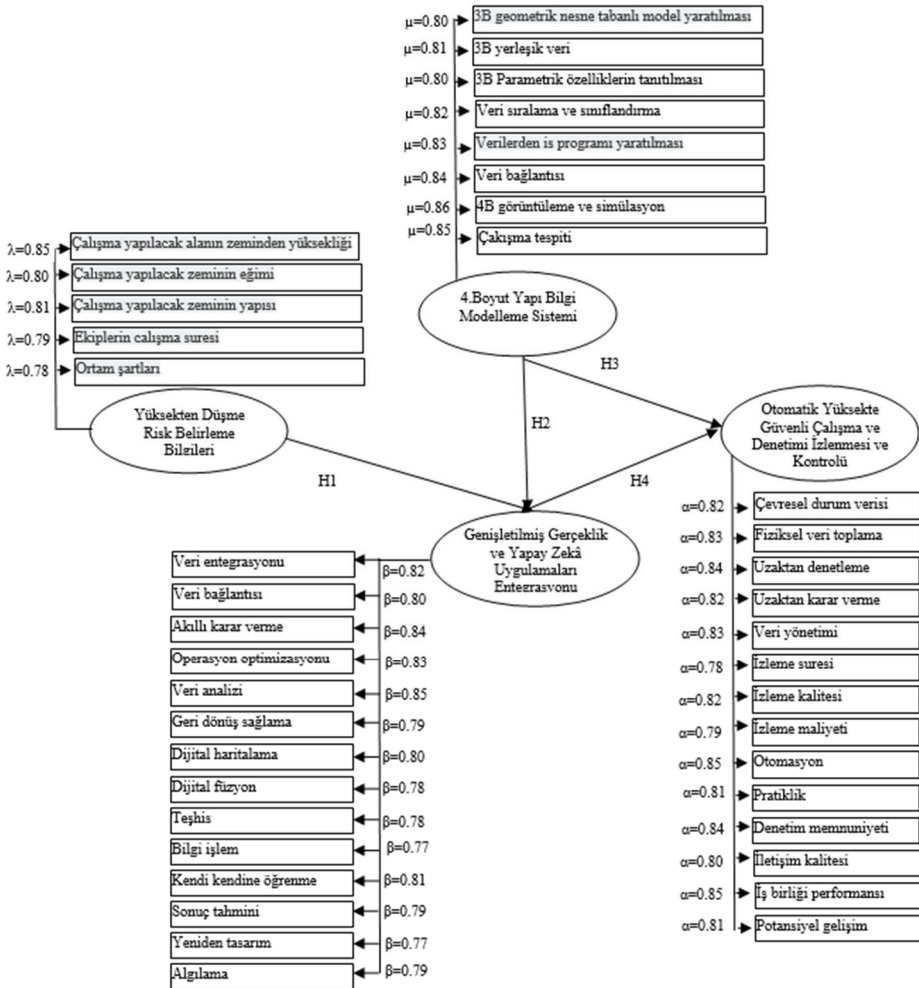 μ=0.80 3B geometrik nesne tabanlı model yaratılması
μ=0.81 3B yerleşik veri
μ=0.80 3B Parametrik özelliklerin tanıtılması
μ=0.82 Veri sıralama ve sınıflandırma
μ=0.83 Verilerden is programı yaratılması
μ=0.84 Veri bağlantısı
μ=0.86 4B görüntüleme ve simülasyon
μ=0.85 Çakışma tespiti
λ=0.85 Çalışma yapılacak alanın zeminden yüksekliği
λ=0.80 Çalışma yapılacak zeminin eğimi
λ=0.81 Çalışma yapılacak zeminin yapısı
λ=0.79 Ekiplerin calışma suresi
λ=0.78 Ortam şartları
4.Boyut Yapı Bilgi
Modelleme Sistemi
Yüksekten Düşme
Risk Belirleme
Bilgileri
H1
H2
H3
H4
Otomatik Yüksekte
Güvenli Çalışma ve
Denetimi İzlenmesi ve
Kontrolü
Genişletilmiş Gerçeklik
ve Yapay Zekâ
Uygulamaları
Entegrasyonu
Veri entegrasyonu β=0.82
Veri bağlantısı β=0.80
Akıllı karar verme β=0.84
Operasyon optimizasyonu β=0.83
Veri analizi β=0.85
Geri dönüş sağlama β=0.79
Dijital haritalama β=0.80
Dijital füzyon β=0.78
Teşhis β=0.78
Bilgi işlem β=0.77
Kendi kendine öğrenme β=0.81
Sonuç tahmini β=0.79
Yeniden tasarım β=0.77
Algılama β=0.79
α=0.82 Çevresel durum verisi
α=0.83 Fiziksel veri toplama
α=0.84 Uzaktan denetleme
α=0.82 Uzaktan karar verme
α=0.83 Veri yönetimi
α=0.78 İzleme suresi
α=0.82 İzleme kalitesi
α=0.79 İzleme maliyeti
α=0.85 Otomasyon
α=0.81 Pratiklik
α=0.84 Denetim memnuniyeti
α=0.80 İletişim kalitesi
α=0.85 İş birliği performansı
α=0.81 Potansiyel gelişim